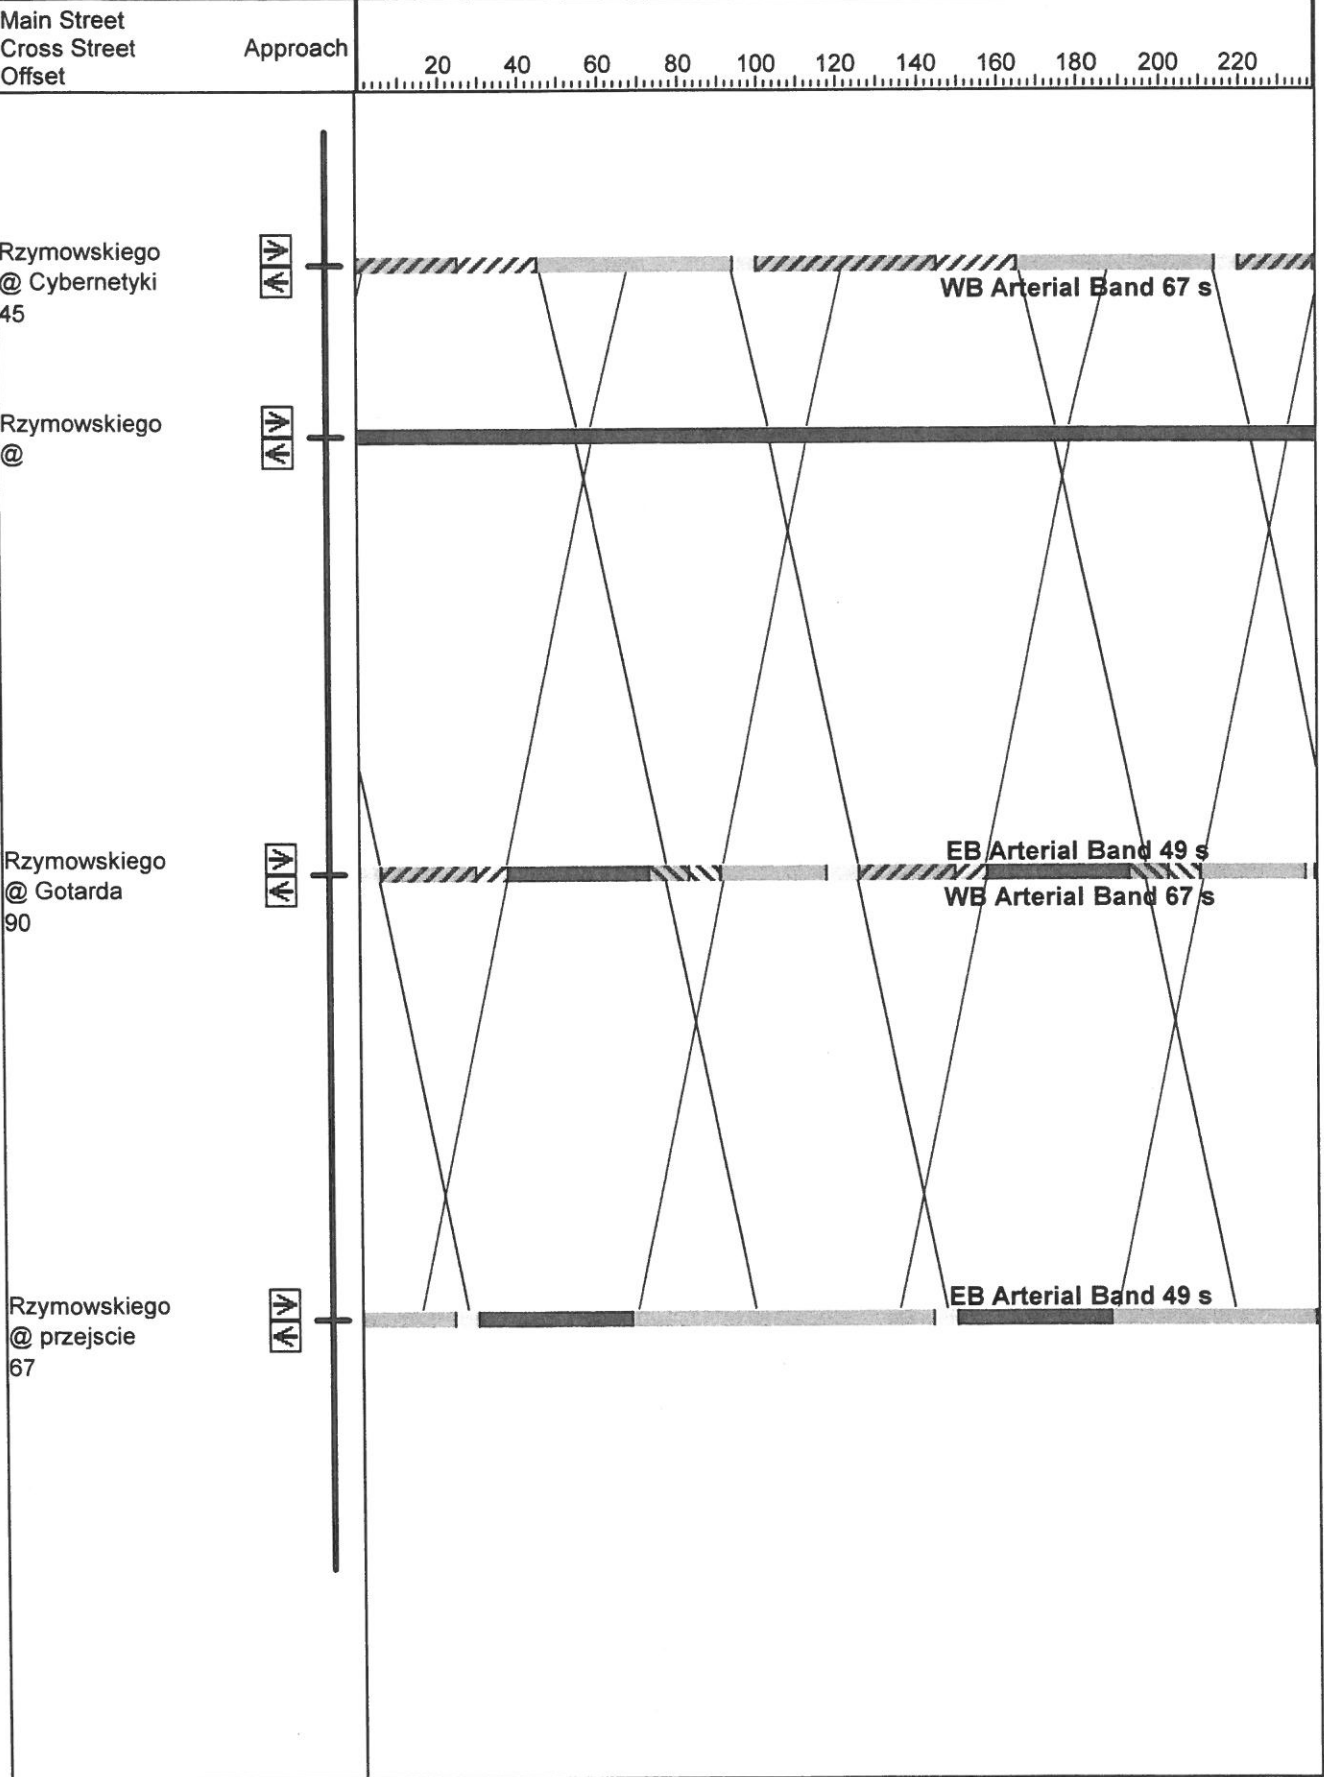 Main Street
Cross Street
Offset
Approach
20 40 60 80 100 120 140 160 180 200 220
Rzymowskiego
@ Cybernetyki
45
WB Arterial Band 67 s
Rzymowskiego
@
Rzymowskiego
@ Gotarda
90
EB Arterial Band 49 s
WB Arterial Band 67 s
Rzymowskiego
@ przejscie
67
EB Arterial Band 49 s